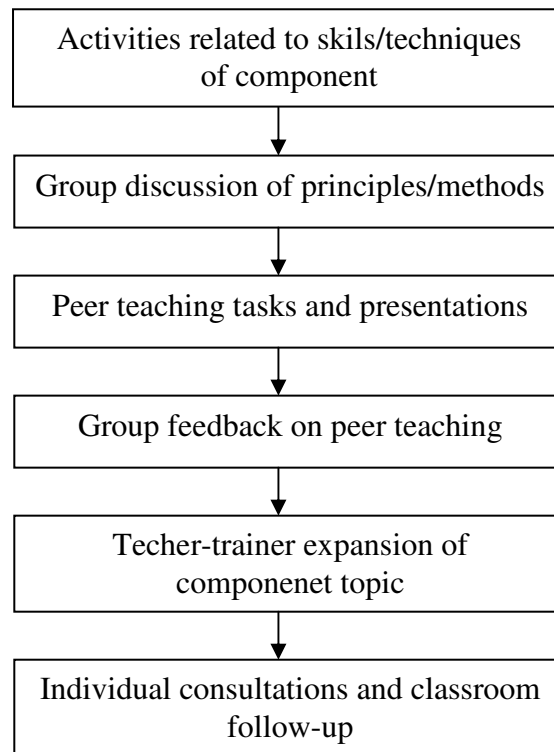 Activities related to skils/techniques
of component
Group discussion of principles/methods
Peer teaching tasks and presentations
Group feedback on peer teaching
Techer-trainer expansion of
componenet topic
Individual consultations and classroom
follow-up